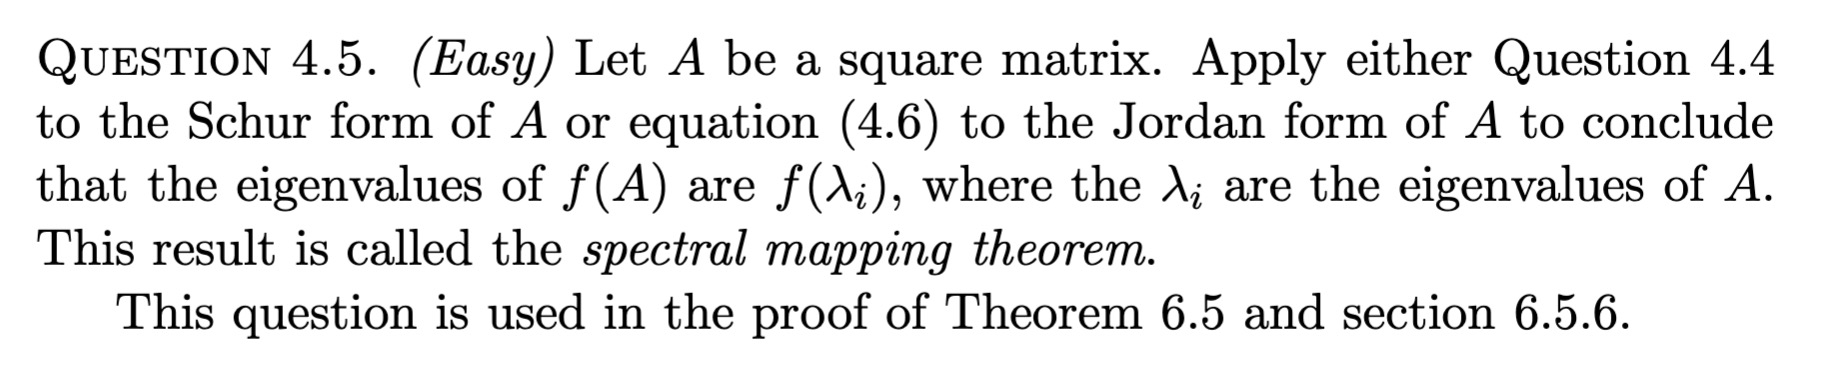 QUESTION 4.5. (Easy) Let A be a square matrix. Apply either Question 4.4
to the Schur form of A or equation (4.6) to the Jordan form of A to conclude
that the eigenvalues of f(A) are f(λᵢ), where the λᵢ are the eigenvalues of A.
This result is called the spectral mapping theorem.
This question is used in the proof of Theorem 6.5 and section 6.5.6.